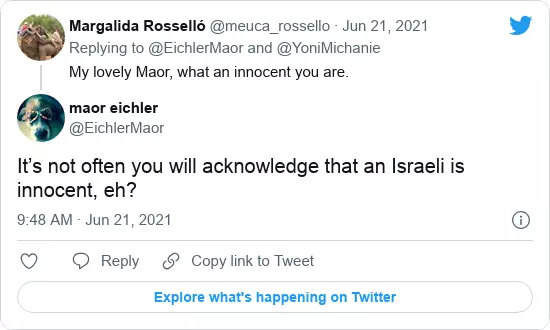 Margalida Rosselló @meuca_rossello · Jun 21, 2021
Replying to @EichlerMaor and @YoniMichanie
My lovely Maor, what an innocent you are.
maor eichler
@EichlerMaor
It’s not often you will acknowledge that an Israeli is
innocent, eh?
9:48 AM · Jun 21, 2021
Reply Copy link to Tweet
Explore what's happening on Twitter